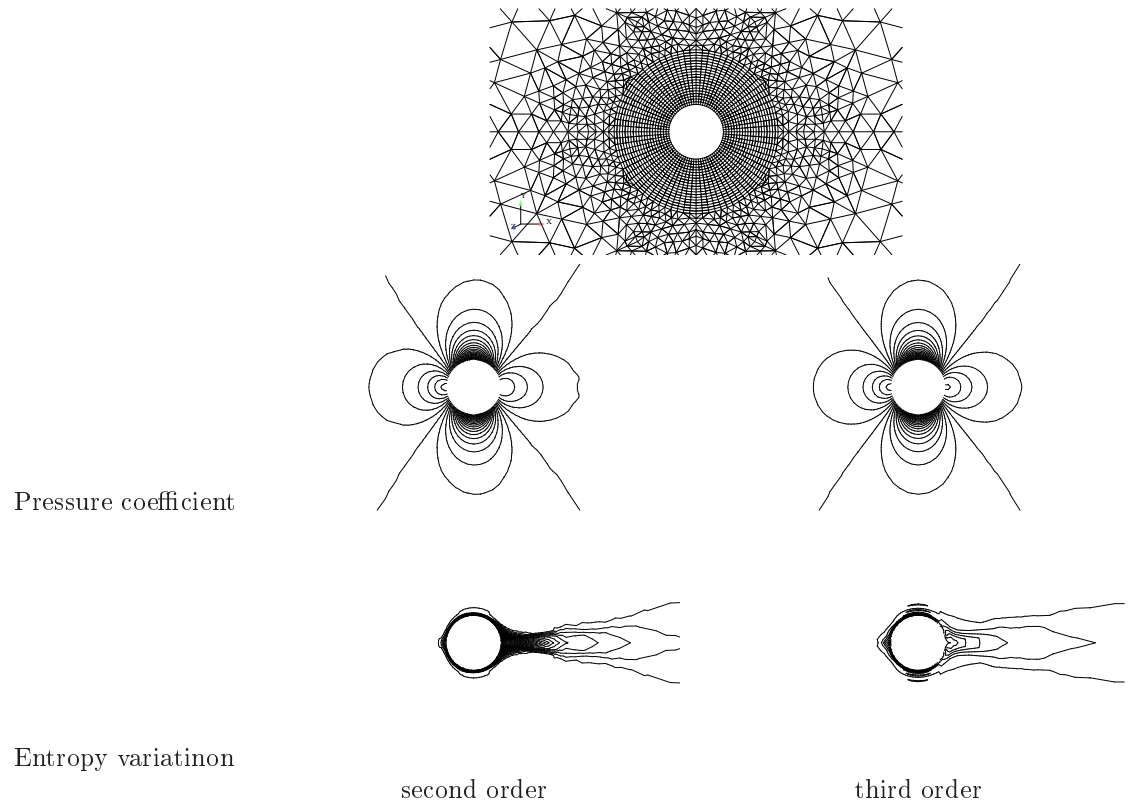 Y
Z
X
Pressure coefficient
Entropy variatinon
second order
third order